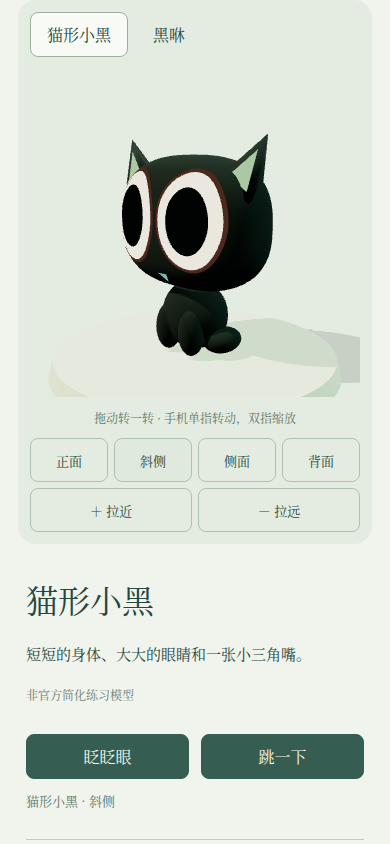 猫形小黑
黑咻
拖动转一转 · 手机单指转动，双指缩放
正面
斜侧
侧面
背面
＋ 拉近
－ 拉远
猫形小黑
短短的身体、大大的眼睛和一张小三角嘴。
非官方简化练习模型
眨眨眼
跳一下
猫形小黑 · 斜侧